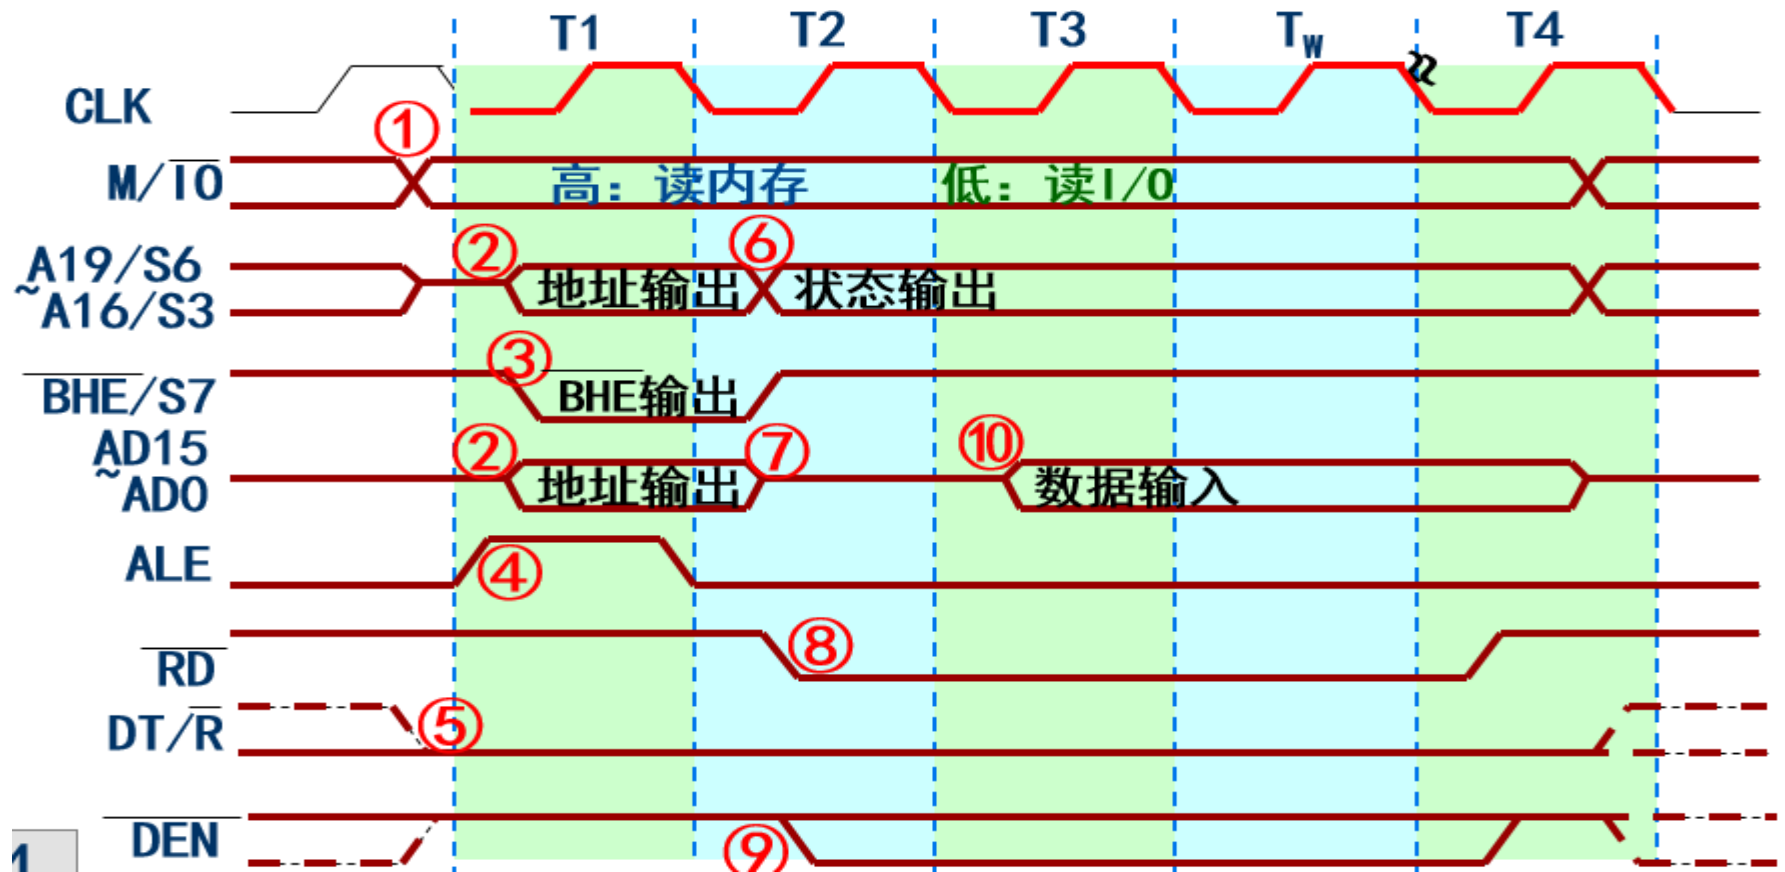 T1 T2 T3 TW T4
CLK
①
M/IO 高：读内存 低：读I/O
A19/S6 ② ⑥
~A16/S3 地址输出 状态输出
③
BHE/S7 BHE输出
AD15 ② ⑦ ⑩
~AD0 地址输出 数据输入
ALE ④
RD ⑧
DT/R ⑤
DEN ⑨